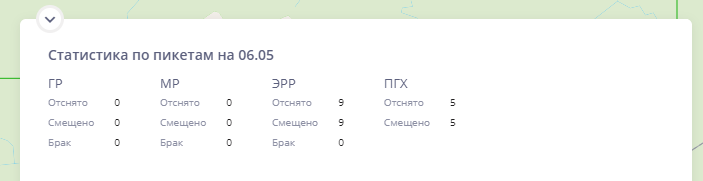 Статистика по пикетам на 06.05
ГР МР ЭРР ПГХ
Отснято 0 Отснято 0 Отснято 9 Отснято 5
Смещено 0 Смещено 0 Смещено 9 Смещено 5
Брак 0 Брак 0 Брак 0